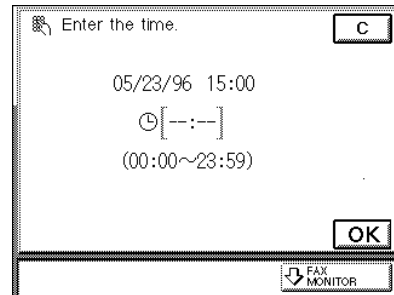 Enter the time.
C
05/23/96 15:00
[--:--]
(00:00～23:59)
OK
FAX
MONITOR